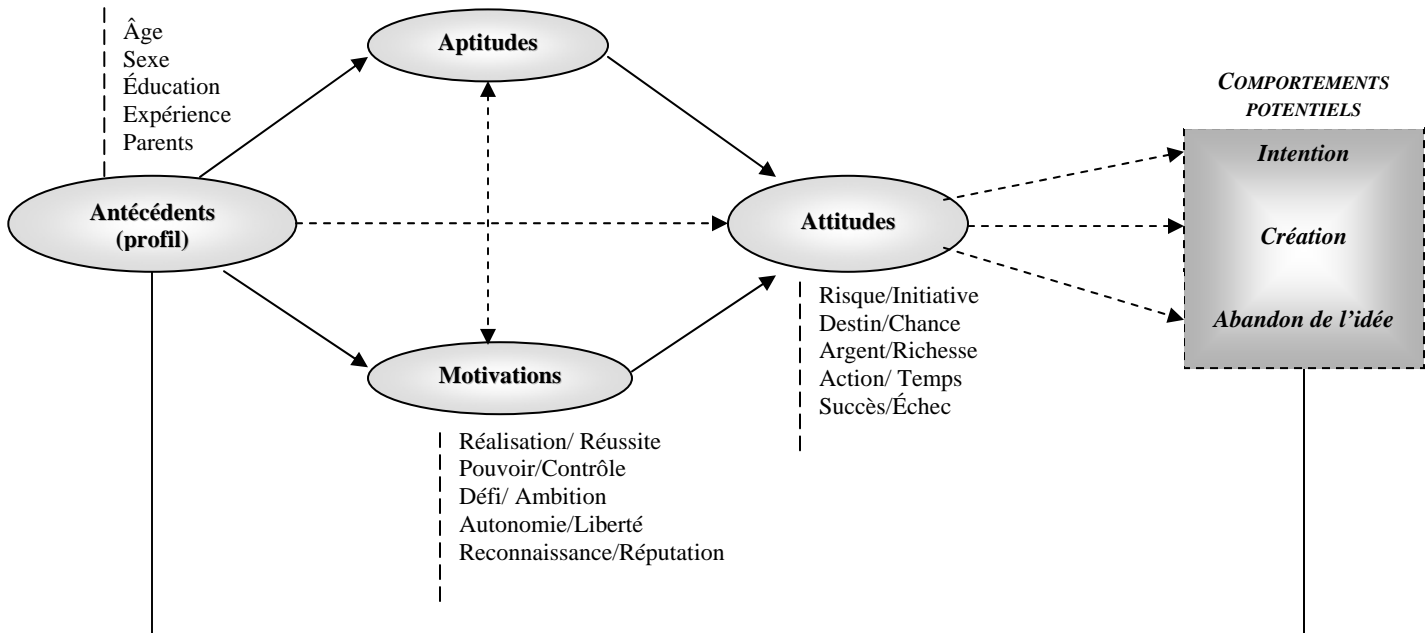 Âge
Sexe
Éducation
Expérience
Parents
Aptitudes
COMPORTEMENTS
POTENTIELS
Intention
Création
Abandon de l'idée
Antécédents
(profil)
Attitudes
Risque/Initiative
Destin/Chance
Argent/Richesse
Action/ Temps
Succès/Échec
Motivations
Réalisation/ Réussite
Pouvoir/Contrôle
Défi/ Ambition
Autonomie/Liberté
Reconnaissance/Réputation